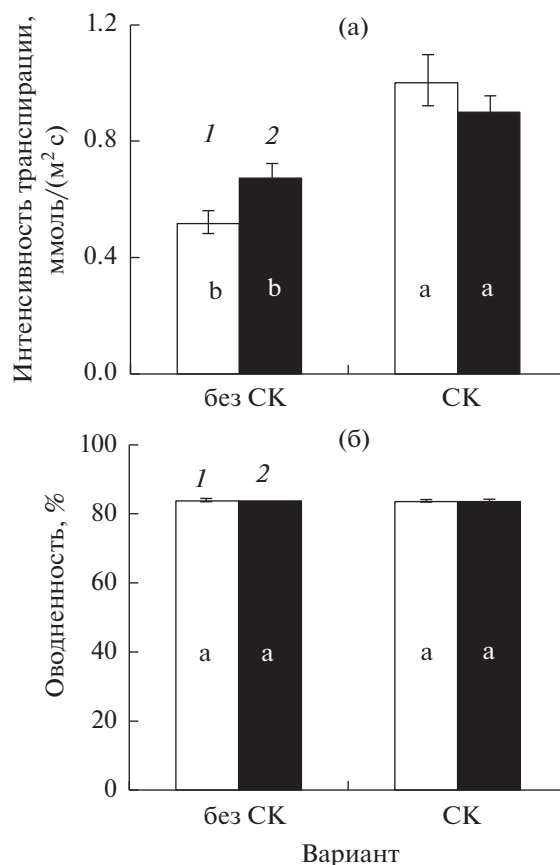 (а)
Интенсивность транспирации,
ммоль/(м² с)
1.2
0.8
0.4
0.0
1 2
b b a a
без СК СК
(б)
Оводненность, %
100
80
60
40
20
0
1 2
a a a a
без СК СК
Вариант